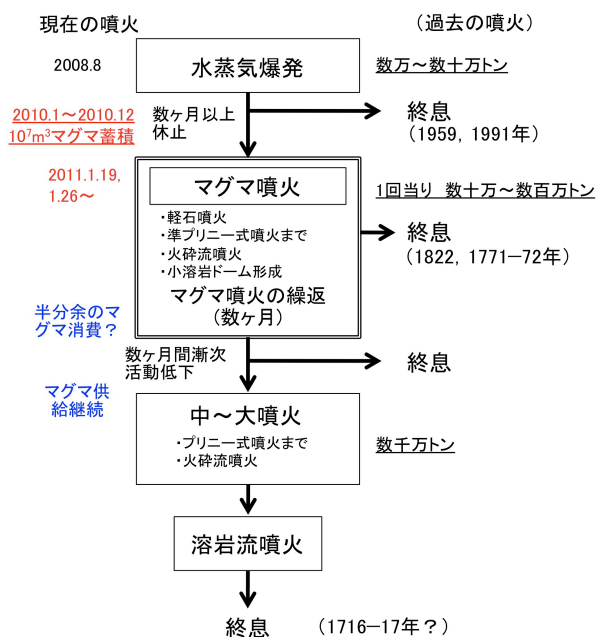 現在の噴火
(過去の噴火)
2008.8
水蒸気爆発
数万～数十万トン
2010.1～2010.12
10⁷m³マグマ蓄積
数ヶ月以上
休止
終息
(1959, 1991年)
2011.1.19,
1.26～
マグマ噴火
1回当り 数十万～数百万トン
・軽石噴火
・準プリニー式噴火まで
・火砕流噴火
・小溶岩ドーム形成
マグマ噴火の繰返
(数ヶ月)
終息
(1822, 1771－72年)
半分余のマ
グマ消費？
数ヶ月間漸次
活動低下
終息
マグマ供
給継続
中～大噴火
・プリニー式噴火まで
・火砕流噴火
数千万トン
溶岩流噴火
終息 (1716－17年？)